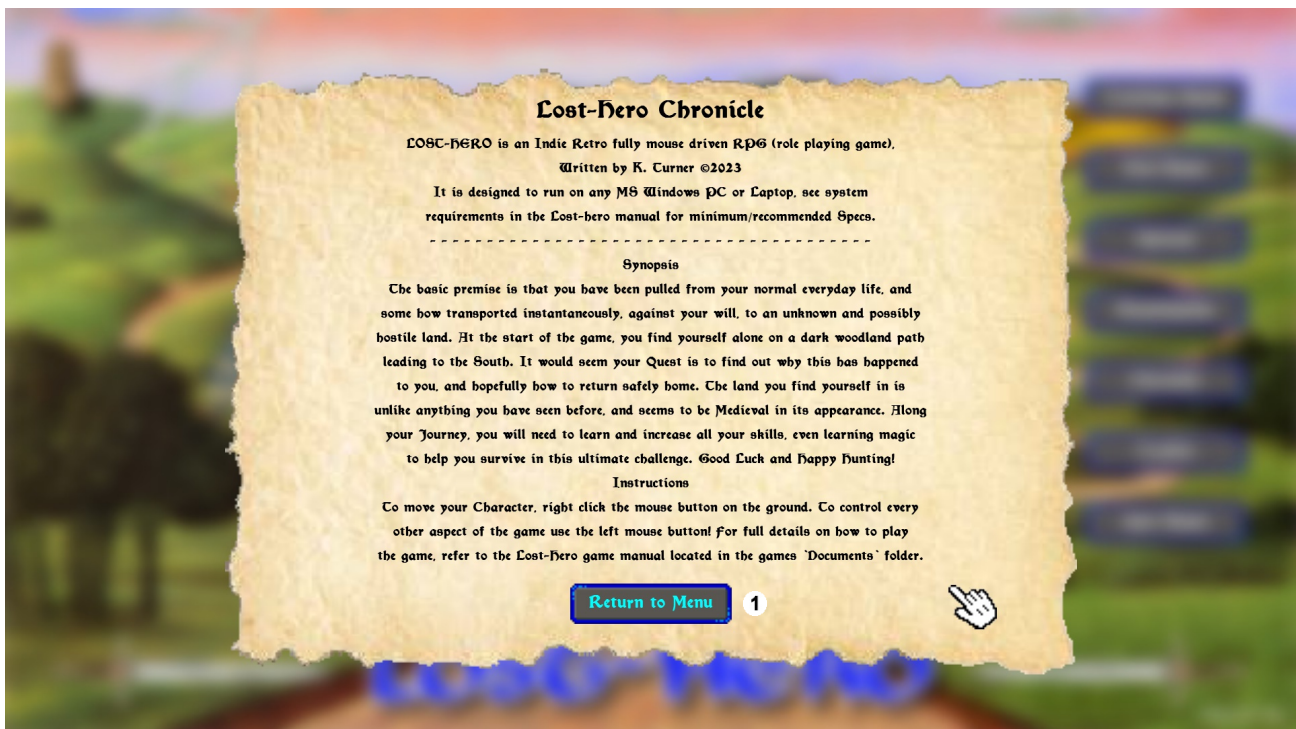 Lost-Hero Chronicle
LOST-HERO is an Indie Retro fully mouse driven RPG (role playing game),
Written by K. Turner ©2023
It is designed to run on any MS Windows PC or Laptop, see system
requirements in the Lost-hero manual for minimum/recommended Specs.
- - - - - - - - - - - - - - - - - - - - - - - - - - - - - - - - - - - - - - -
Synopsis
The basic premise is that you have been pulled from your normal everyday life, and
some how transported instantaneously, against your will, to an unknown and possibly
hostile land. At the start of the game, you find yourself alone on a dark woodland path
leading to the South. It would seem your Quest is to find out why this has happened
to you, and hopefully how to return safely home. The land you find yourself in is
unlike anything you have seen before, and seems to be Medieval in its appearance. Along
your Journey, you will need to learn and increase all your skills, even learning magic
to help you survive in this ultimate challenge. Good Luck and Happy Hunting!
Instructions
To move your Character, right click the mouse button on the ground. To control every
other aspect of the game use the left mouse button! For full details on how to play
the game, refer to the Lost-Hero game manual located in the games `Documents` folder.
Return to Menu 1
LOST-HERO